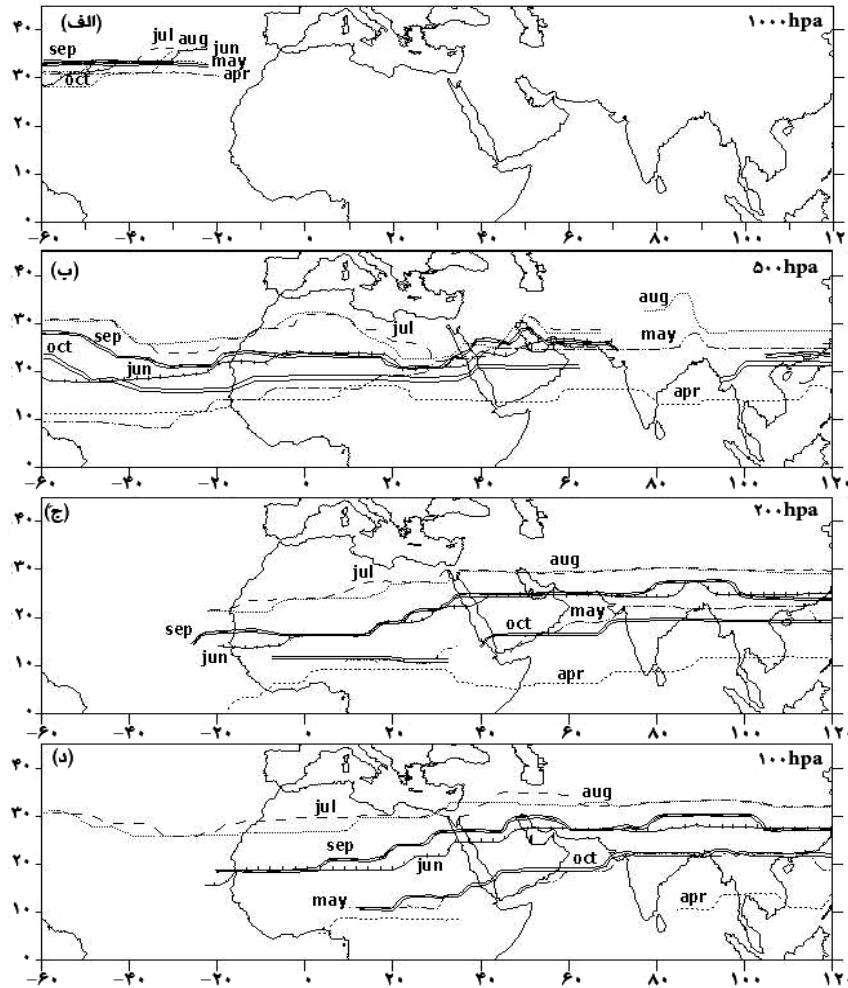 (الف)
۱۰۰۰hpa
sep
jul
aug
jun
may
apr
oct
۴۰
۳۰
۲۰
۱۰
۰
−۶۰ −۴۰ −۲۰ ۰ ۲۰ ۴۰ ۶۰ ۸۰ ۱۰۰ ۱۲
(ب)
۵۰۰hpa
aug
may
jul
sep
oct
jun
apr
۴۰
۳۰
۲۰
۱۰
۰
−۶۰ −۴۰ −۲۰ ۰ ۲۰ ۴۰ ۶۰ ۸۰ ۱۰۰ ۱۲۰
(ج)
۲۰۰hpa
jul
aug
may
oct
sep
jun
apr
۴۰
۳۰
۲۰
۱۰
۰
−۶۰ −۴۰ −۲۰ ۰ ۲۰ ۴۰ ۶۰ ۸۰ ۱۰۰ ۱۲۰
(د)
۱۰۰hpa
aug
jul
sep
jun
oct
may
apr
۴۰
۳۰
۲۰
۱۰
۰
−۶۰ −۴۰ −۲۰ ۰ ۲۰ ۴۰ ۶۰ ۸۰ ۱۰۰ ۱۲۰